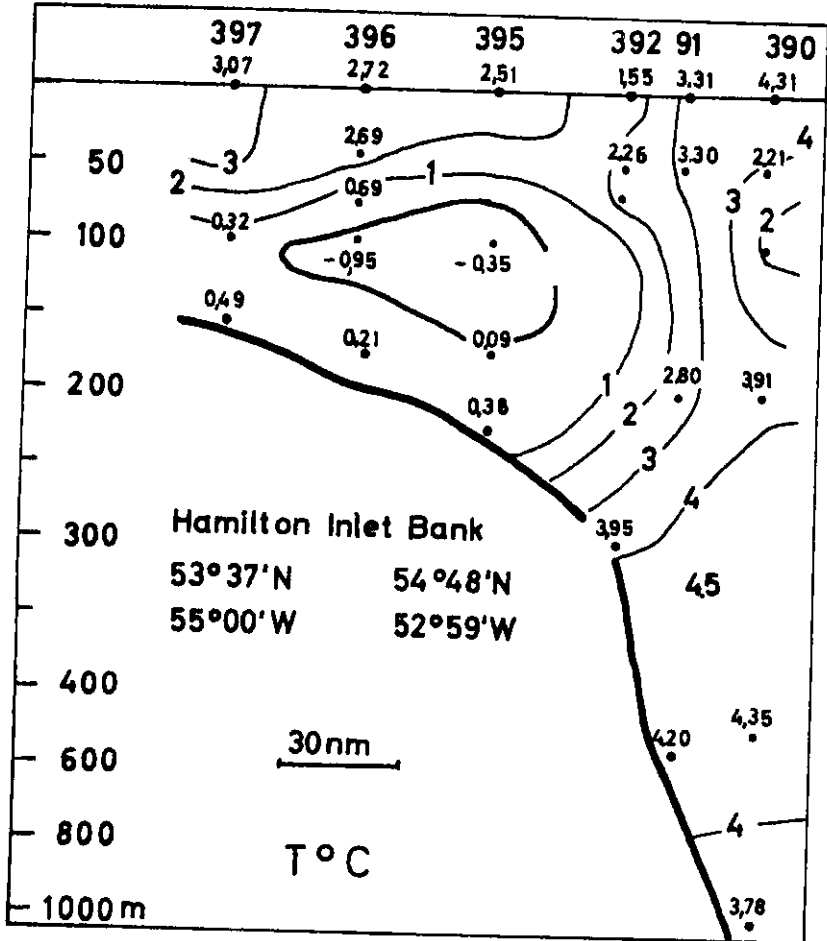 397 396 395 392 91 390
3,07 2,72 2,51 1,55 3,31 4,31
4
2,69
50 3 2,26 3,30 2,21
2 1
0,69 3
0,32 2
100
-0,95 -0,35
0,49
0,21 0,09
200 1 2,80 3,91
0,38 2
3
4
300 Hamilton Inlet Bank 3,95
53°37'N 54°48'N 4,5
55°00'W 52°59'W
400
4,35
30nm 4,20
600
800 4
T°C
1000m 3,78